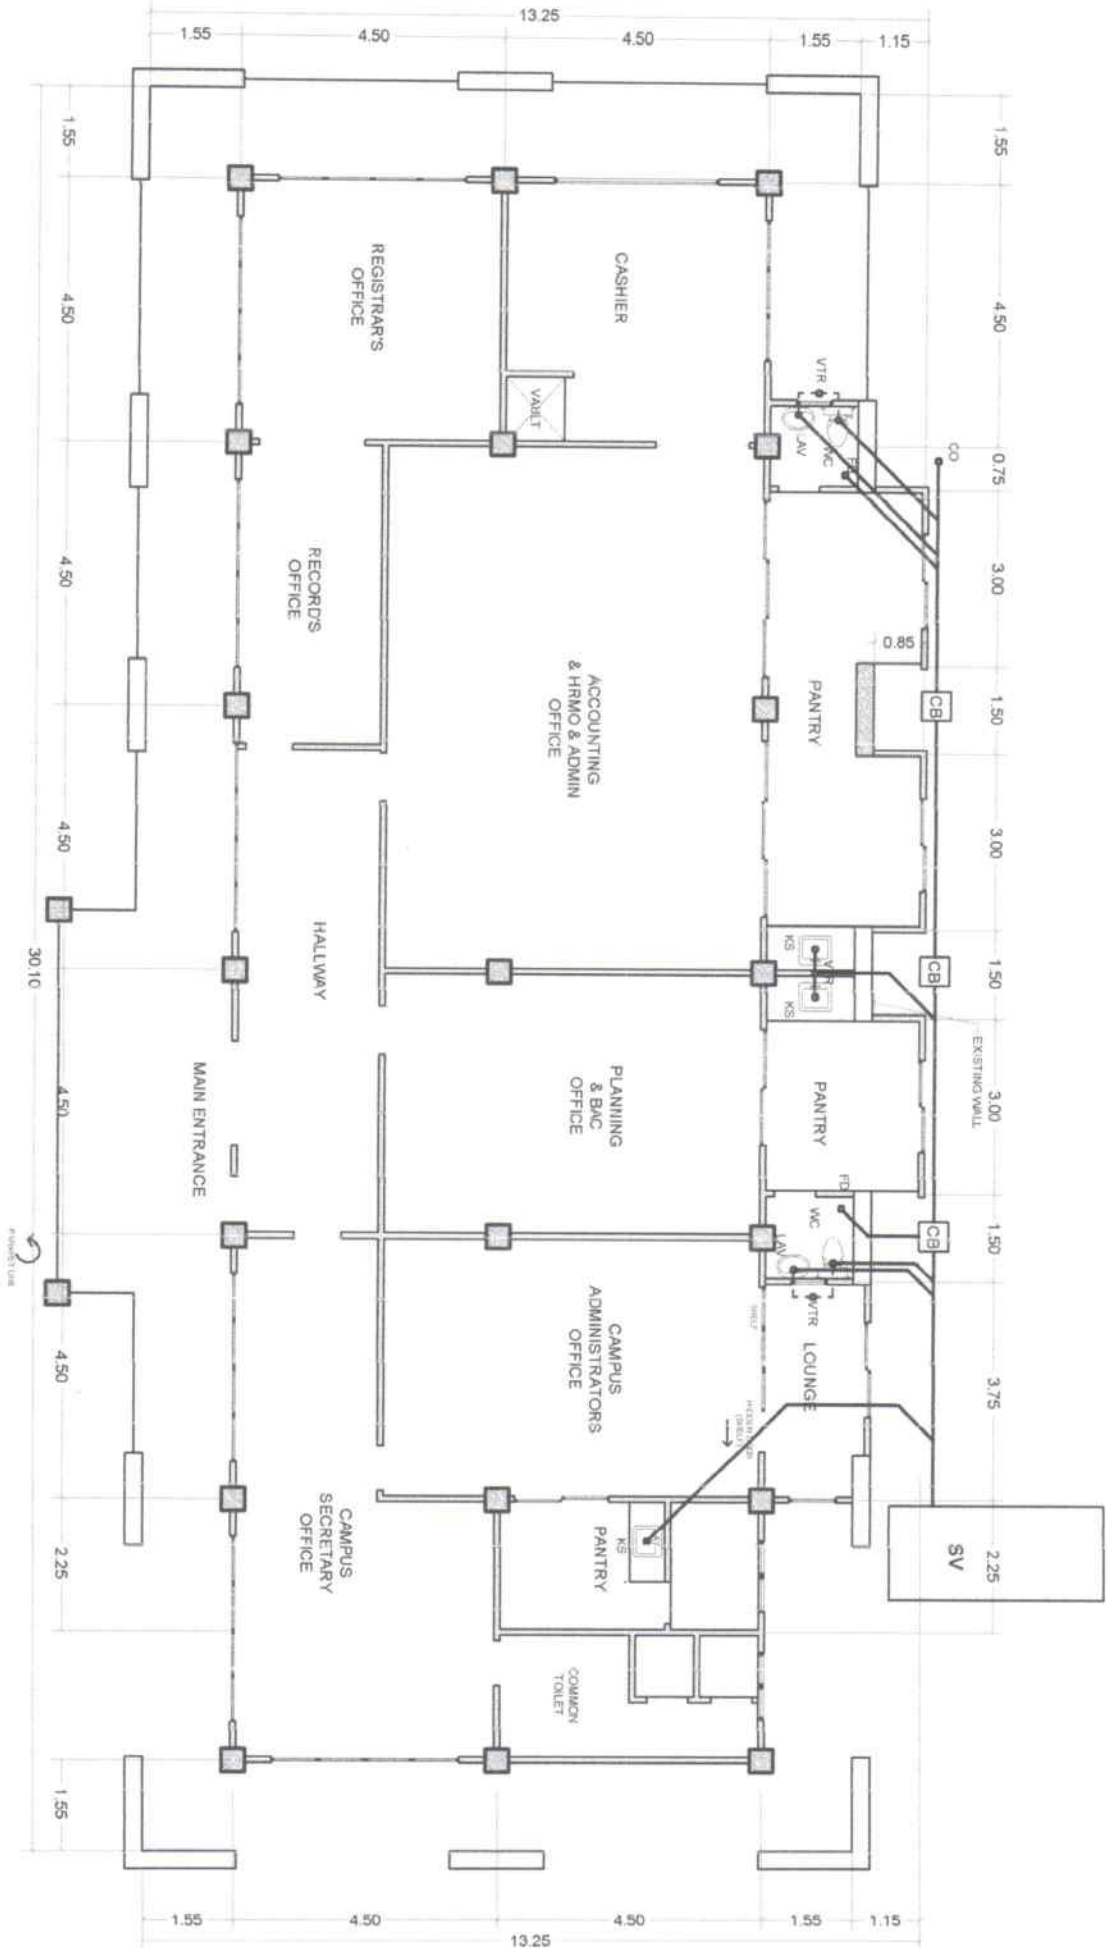 13.25
1.55
4.50
4.50
1.55
1.15
1.55
4.50
4.50
4.50
4.50
4.50
2.25
1.55
30.10
1.55
4.50
0.75
3.00
1.50
3.00
1.50
3.00
1.50
3.75
2.25
0.85
REGISTRAR'S
OFFICE
CASHIER
VAULT
VTR
LAV
WC
CO
RECORD'S
OFFICE
ACCOUNTING
& HRMO & ADMIN
OFFICE
PANTRY
CB
HALLWAY
KS
VTR
KS
CB
EXISTING WALL
MAIN ENTRANCE
PLANNING
& BAC
OFFICE
PANTRY
FD
WC
LAV
VTR
CB
CAMPUS
ADMINISTRATORS
OFFICE
SHELF
LOUNGE
CAMPUS
SECRETARY
OFFICE
PANTRY
KS
SV
COMMON
TOILET
1.55
4.50
4.50
1.55
1.15
13.25